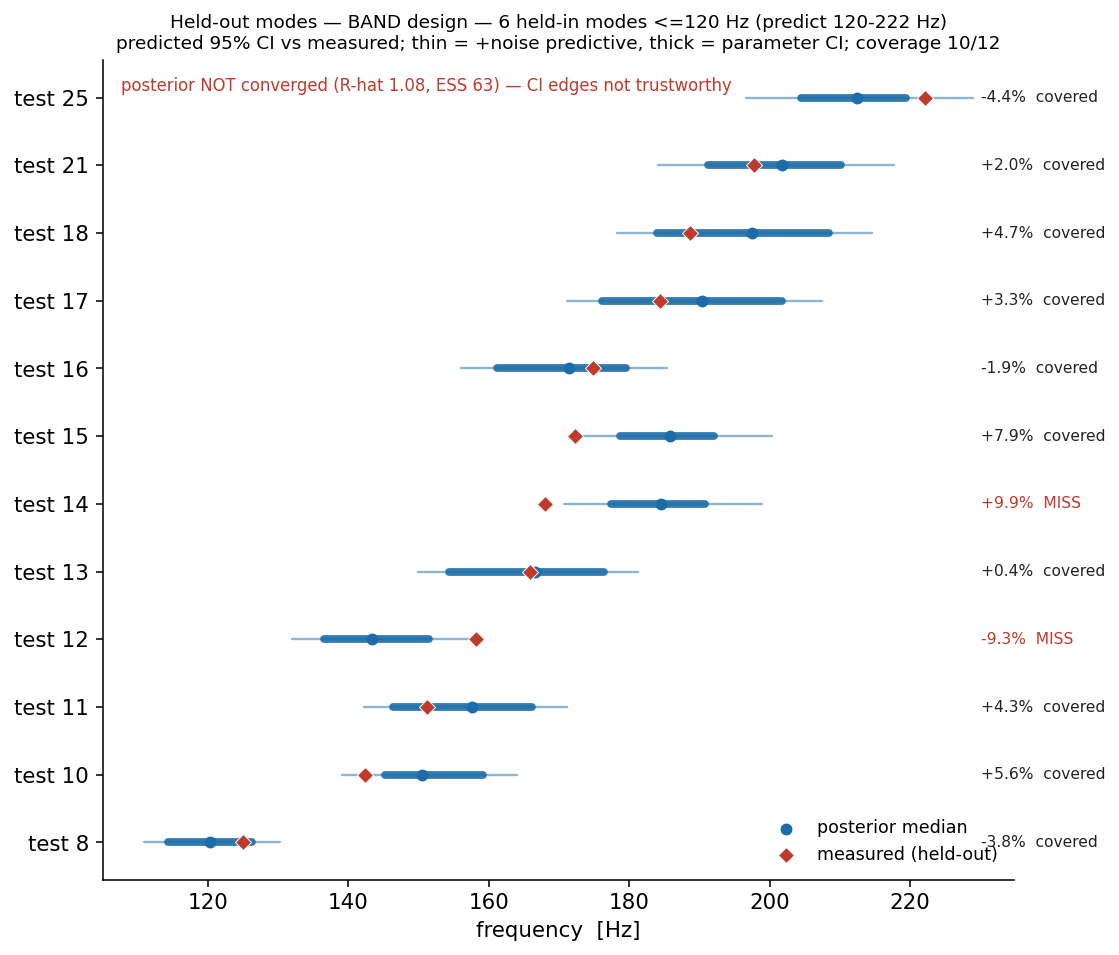 Held-out modes — BAND design — 6 held-in modes <=120 Hz (predict 120-222 Hz)
predicted 95% CI vs measured; thin = +noise predictive, thick = parameter CI; coverage 10/12
posterior NOT converged (R-hat 1.08, ESS 63) — CI edges not trustworthy
test 25
-4.4%  covered
test 21
+2.0%  covered
test 18
+4.7%  covered
test 17
+3.3%  covered
test 16
-1.9%  covered
test 15
+7.9%  covered
test 14
+9.9%  MISS
test 13
+0.4%  covered
test 12
-9.3%  MISS
test 11
+4.3%  covered
test 10
+5.6%  covered
test 8
-3.8%  covered
posterior median
measured (held-out)
120 140 160 180 200 220
frequency  [Hz]